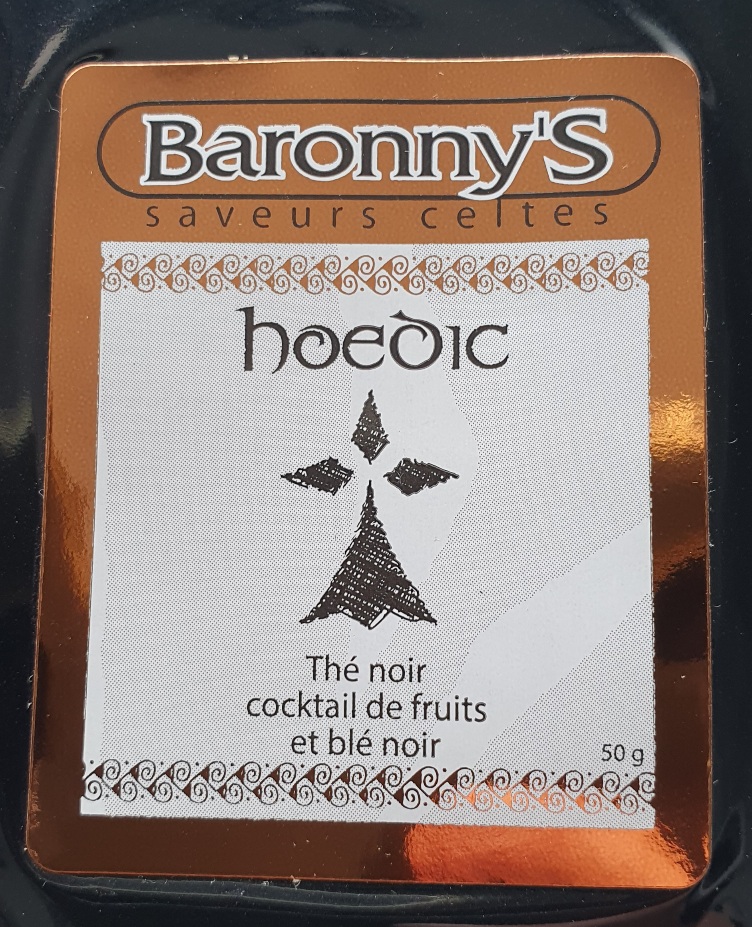 Baronny'S
saveurs celtes
hoedic
Thé noir
cocktail de fruits
et blé noir
50 g